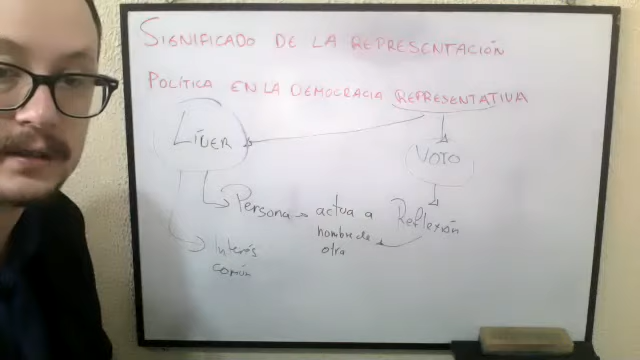 SIGNIFICADO DE LA REPRESENTACIÓN
POLÍTICA EN LA DEMOCRACIA REPRESENTATIVA
LÍDER
VOTO
Persona → actua a
nombre de
otra
Reflexión
Interés
común